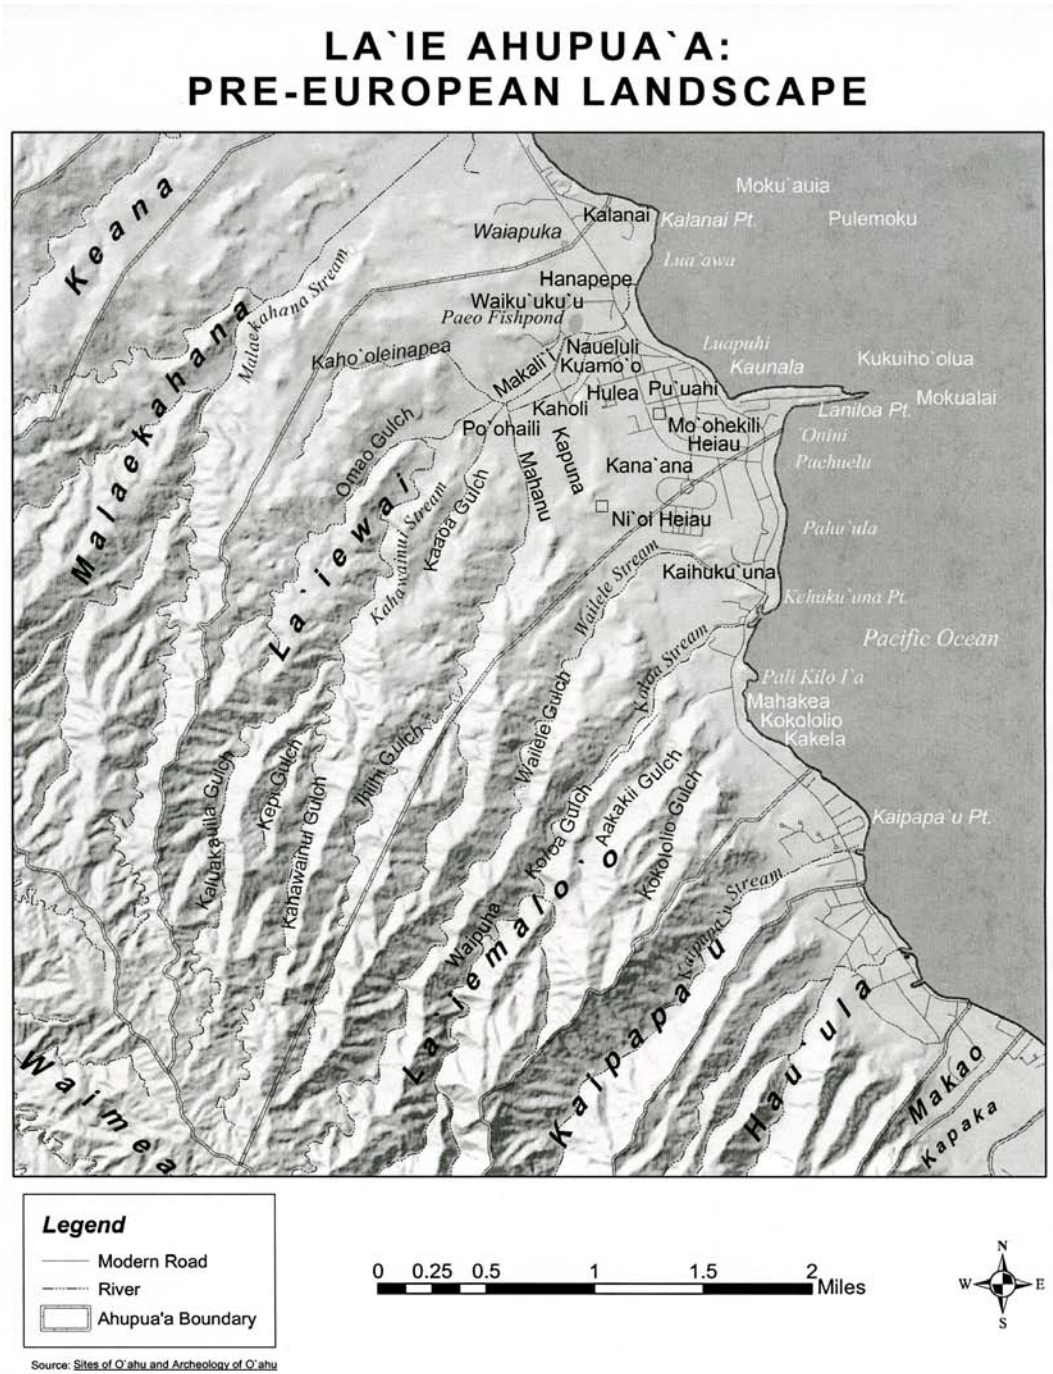 LA`IE AHUPUA`A:
PRE-EUROPEAN LANDSCAPE
Keana
Malaekahana
Malaekahana Stream
Moku`auia
Kalanai
Kalanai Pt.
Pulemoku
Waiapuka
Lua`awa
Hanapepe
Waiku`uku`u
Paeo Fishpond
Kaho`oleinapea
Makali`i
Naueluli
Kuamo`o
Luapuhi
Kaunala
Kukuiho`olua
Hulea
Pu`uahi
Mokualai
Kaholi
Laniloa Pt.
Po`ohaili
Mo`ohekili
Heiau
`Onini
Omao Gulch
Kapuna
Kana`ana
Puehuelu
Mahanu
La`iewai
Kahawainui Stream
Kaaoa Gulch
Ni`oi Heiau
Pahu`ula
Wailele Stream
Kaihuku`una
Kehuku`una Pt.
Pacific Ocean
Koloa Stream
Pali Kilo I`a
Mahakea
Kokololio
Kakela
Wailele Gulch
Ihiihi Gulch
Kaluakauila Gulch
Kepi Gulch
Kahawainui Gulch
Koloa Gulch
Aakakii Gulch
Kokololio Gulch
Kaipapa`u Pt.
Waipuha
La`iemalo`o
Kaipapa`u Stream
Kaipapa`u
Hau`ula
Waimea
Makao
Kapaka
Legend
Modern Road
River
Ahupua'a Boundary
0 0.25 0.5 1 1.5 2
Miles
N
W E
S
Source: Sites of O`ahu and Archeology of O`ahu